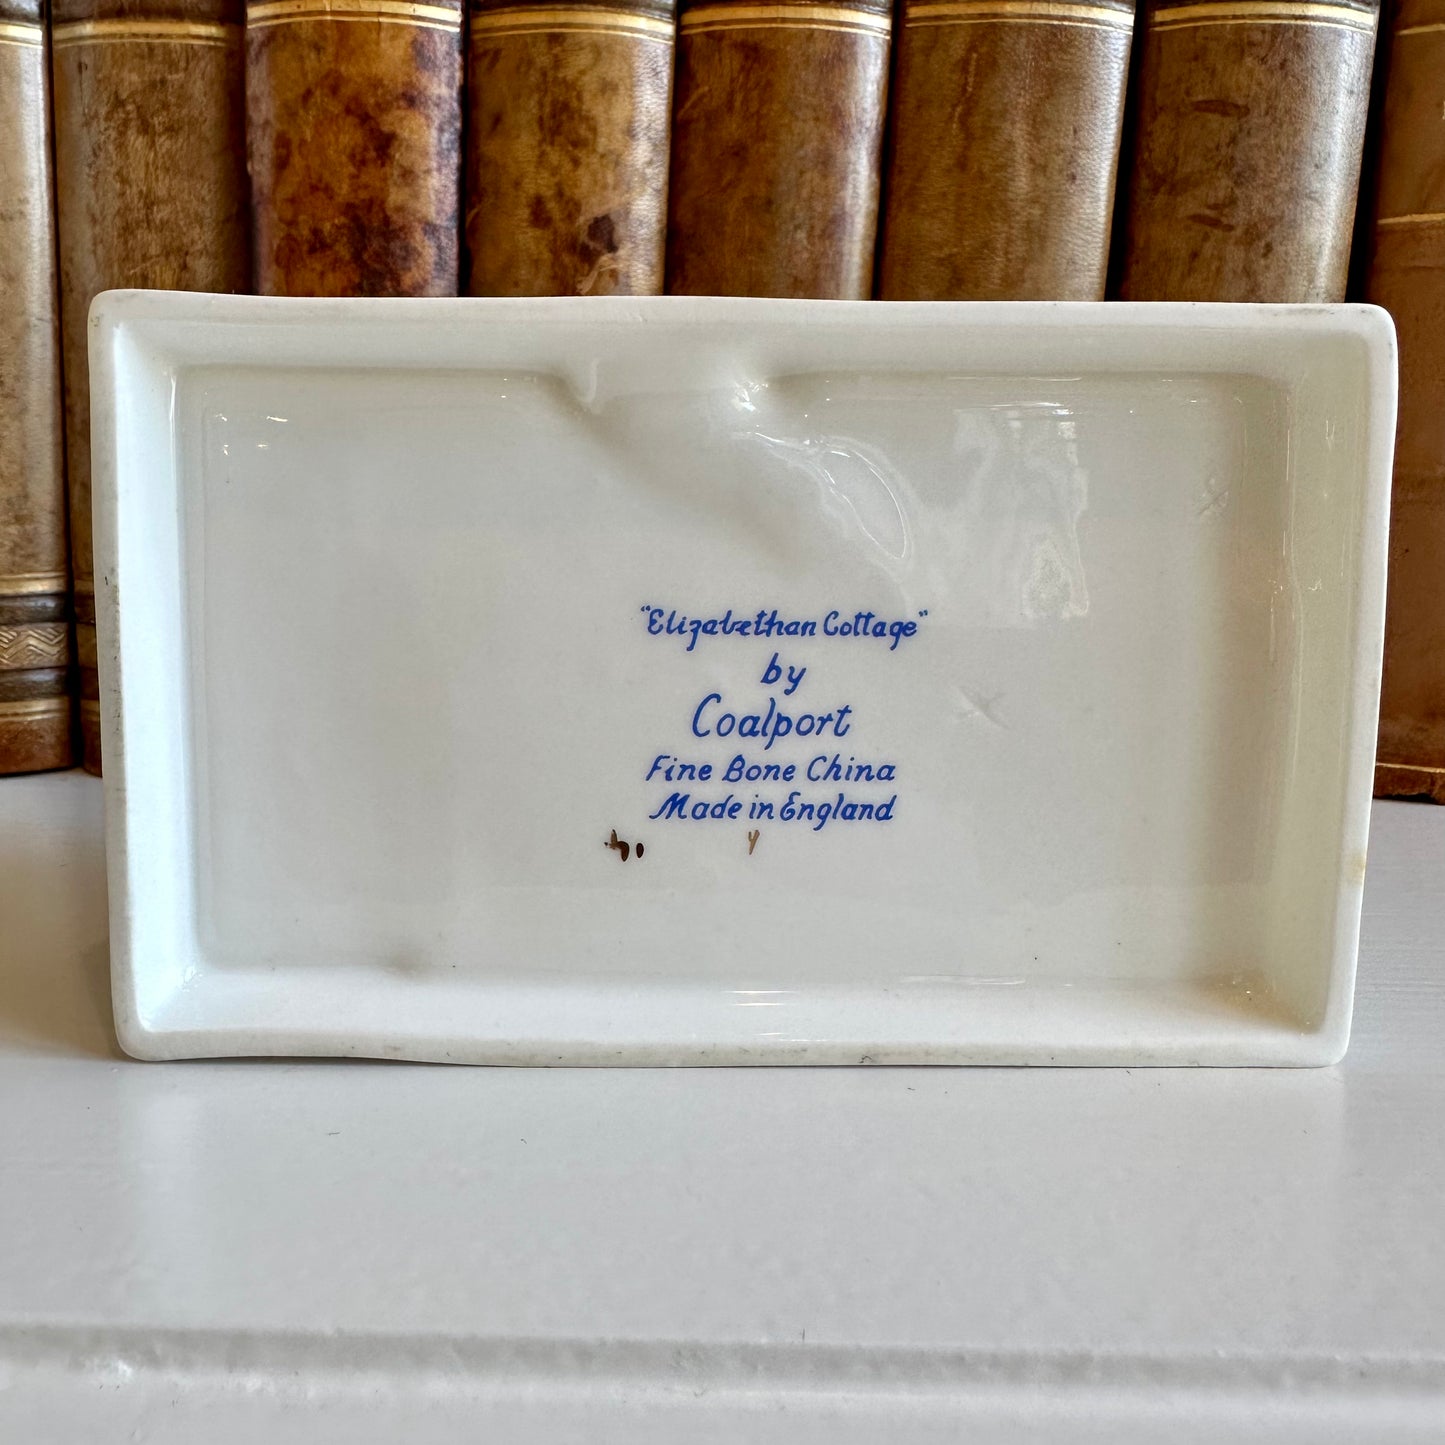 "Elizabethan Cottage"
by
Coalport
Fine Bone China
Made in England